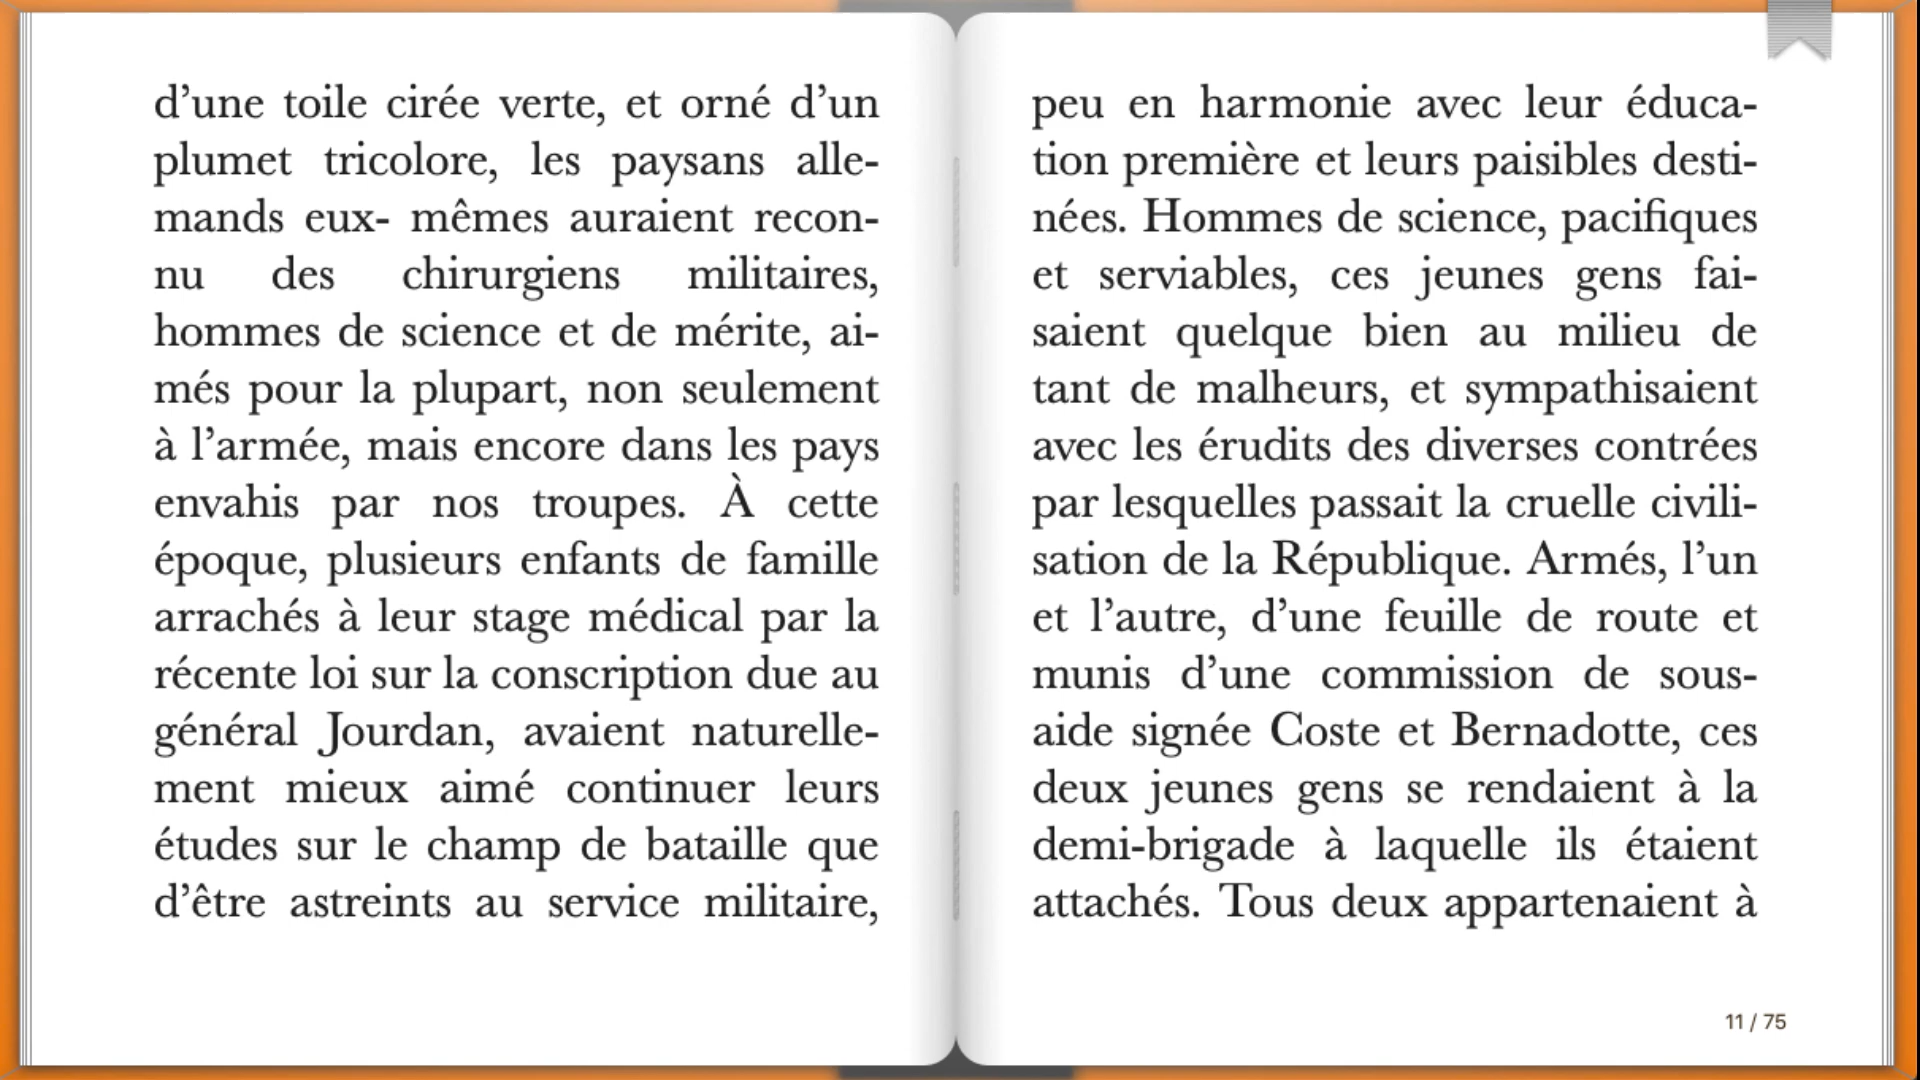 d’une toile cirée verte, et orné d’un
plumet tricolore, les paysans alle-
mands eux- mêmes auraient recon-
nu des chirurgiens militaires,
hommes de science et de mérite, ai-
més pour la plupart, non seulement
à l’armée, mais encore dans les pays
envahis par nos troupes. À cette
époque, plusieurs enfants de famille
arrachés à leur stage médical par la
récente loi sur la conscription due au
général Jourdan, avaient naturelle-
ment mieux aimé continuer leurs
études sur le champ de bataille que
d’être astreints au service militaire,
peu en harmonie avec leur éduca-
tion première et leurs paisibles desti-
nées. Hommes de science, pacifiques
et serviables, ces jeunes gens fai-
saient quelque bien au milieu de
tant de malheurs, et sympathisaient
avec les érudits des diverses contrées
par lesquelles passait la cruelle civili-
sation de la République. Armés, l’un
et l’autre, d’une feuille de route et
munis d’une commission de sous-
aide signée Coste et Bernadotte, ces
deux jeunes gens se rendaient à la
demi-brigade à laquelle ils étaient
attachés. Tous deux appartenaient à
11 / 75